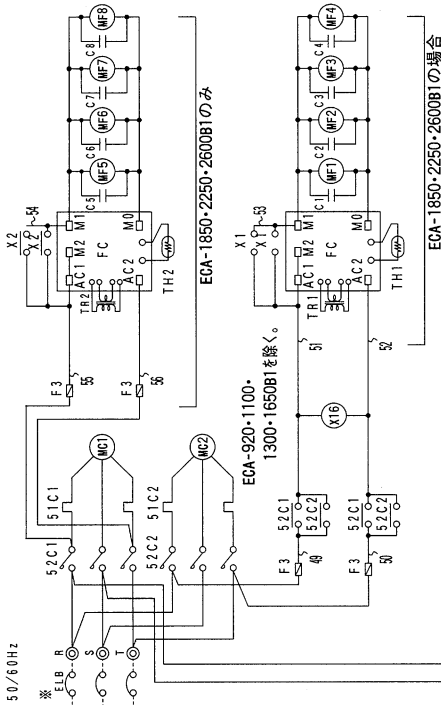 50/60Hz
※
ELB
R
S
T
52C1
51C1
MC1
52C2
51C2
MC2
F3
55
F3
56
X2
X2
54
AC1
M2
M1
FC
AC2
M0
TR2
TH2
C5
MF5
C6
MF6
C7
MF7
C8
MF8
ECA-1850・2250・2600B1のみ
ECA-920・1100・
1300・1650B1を除く。
F3
49
F3
50
52C1
52C2
52C1
52C2
X16
51
52
X1
X1
53
AC1
M2
M1
FC
AC2
M0
TR1
TH1
C1
MF1
C2
MF2
C3
MF3
C4
MF4
ECA-1850・2250・2600B1の場合